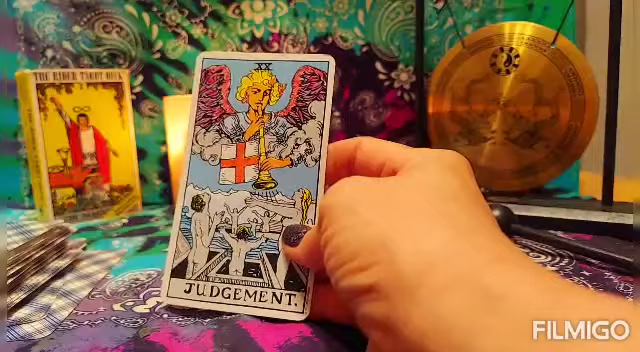 THE RIDER TAROT DECK
XX
JUDGEMENT.
FILMIGO